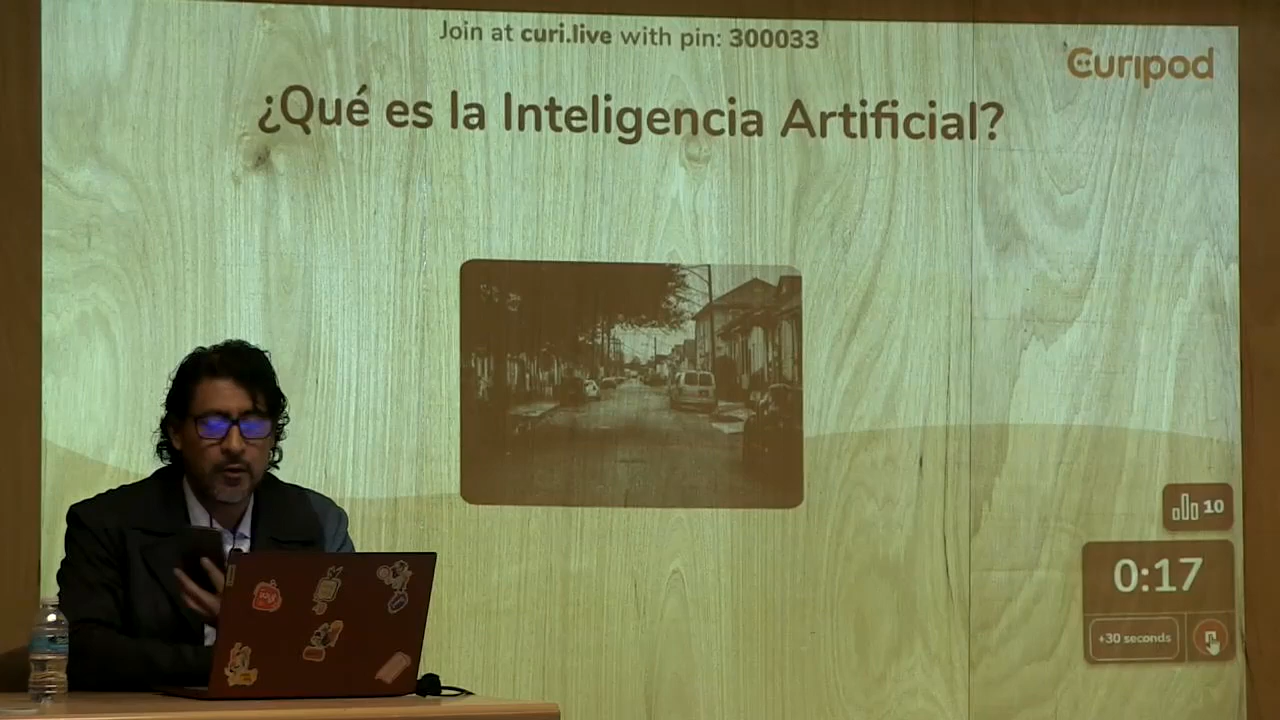 Join at curi.live with pin: 300033
Curipod
¿Qué es la Inteligencia Artificial?
10
0:17
+30 seconds